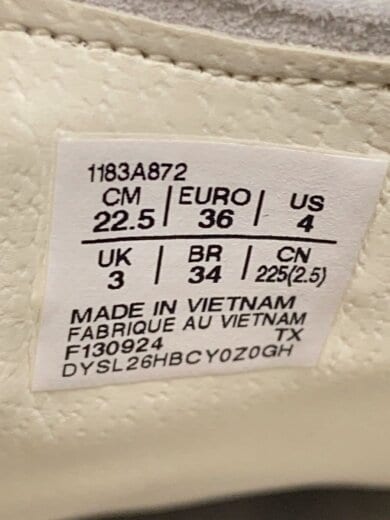 1183A872
CM | EURO | US
22.5 | 36 | 4
UK | BR | CN
3 | 34 | 225(2.5)
MADE IN VIETNAM
FABRIQUE AU VIETNAM
F130924 TX
DYSL26HBCY0Z0GH